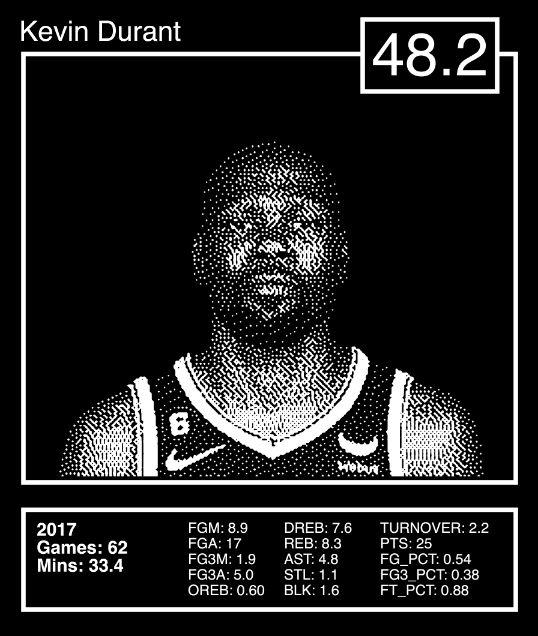 Kevin Durant
48.2
6
2017
Games: 62
Mins: 33.4
FGM: 8.9
FGA: 17
FG3M: 1.9
FG3A: 5.0
OREB: 0.60
DREB: 7.6
REB: 8.3
AST: 4.8
STL: 1.1
BLK: 1.6
TURNOVER: 2.2
PTS: 25
FG_PCT: 0.54
FG3_PCT: 0.38
FT_PCT: 0.88